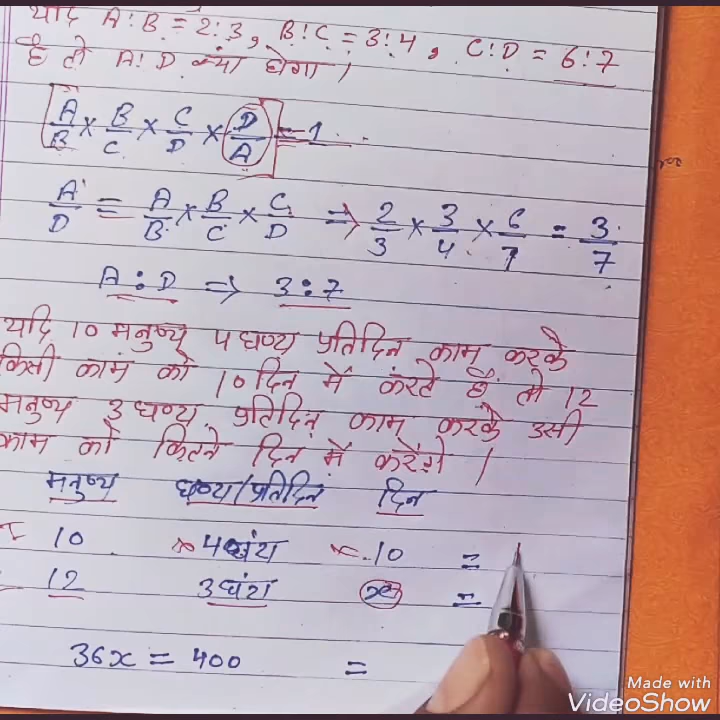 यदि A:B = 2:3, B:C = 3:4, C:D = 6:7
है तो A:D क्या होगा।
A/B × B/C × C/D × D/A = 1
A/D = A/B × B/C × C/D ⇒ 2/3 × 3/4 × 6/7 = 3/7
A:D ⇒ 3:7
यदि 10 मनुष्य 4 घण्य प्रतिदिन काम करके
किसी काम को 10 दिन में करते हैं तो 12
मनुष्य 3 घण्य प्रतिदिन काम करके उसी
काम को कितने दिन में करेंगे।
मनुष्य घण्य/प्रतिदिन दिन
10 × 4 घंटा × 10 =
12 3 घंटा x =
36x = 400 =
Made with
VideoShow